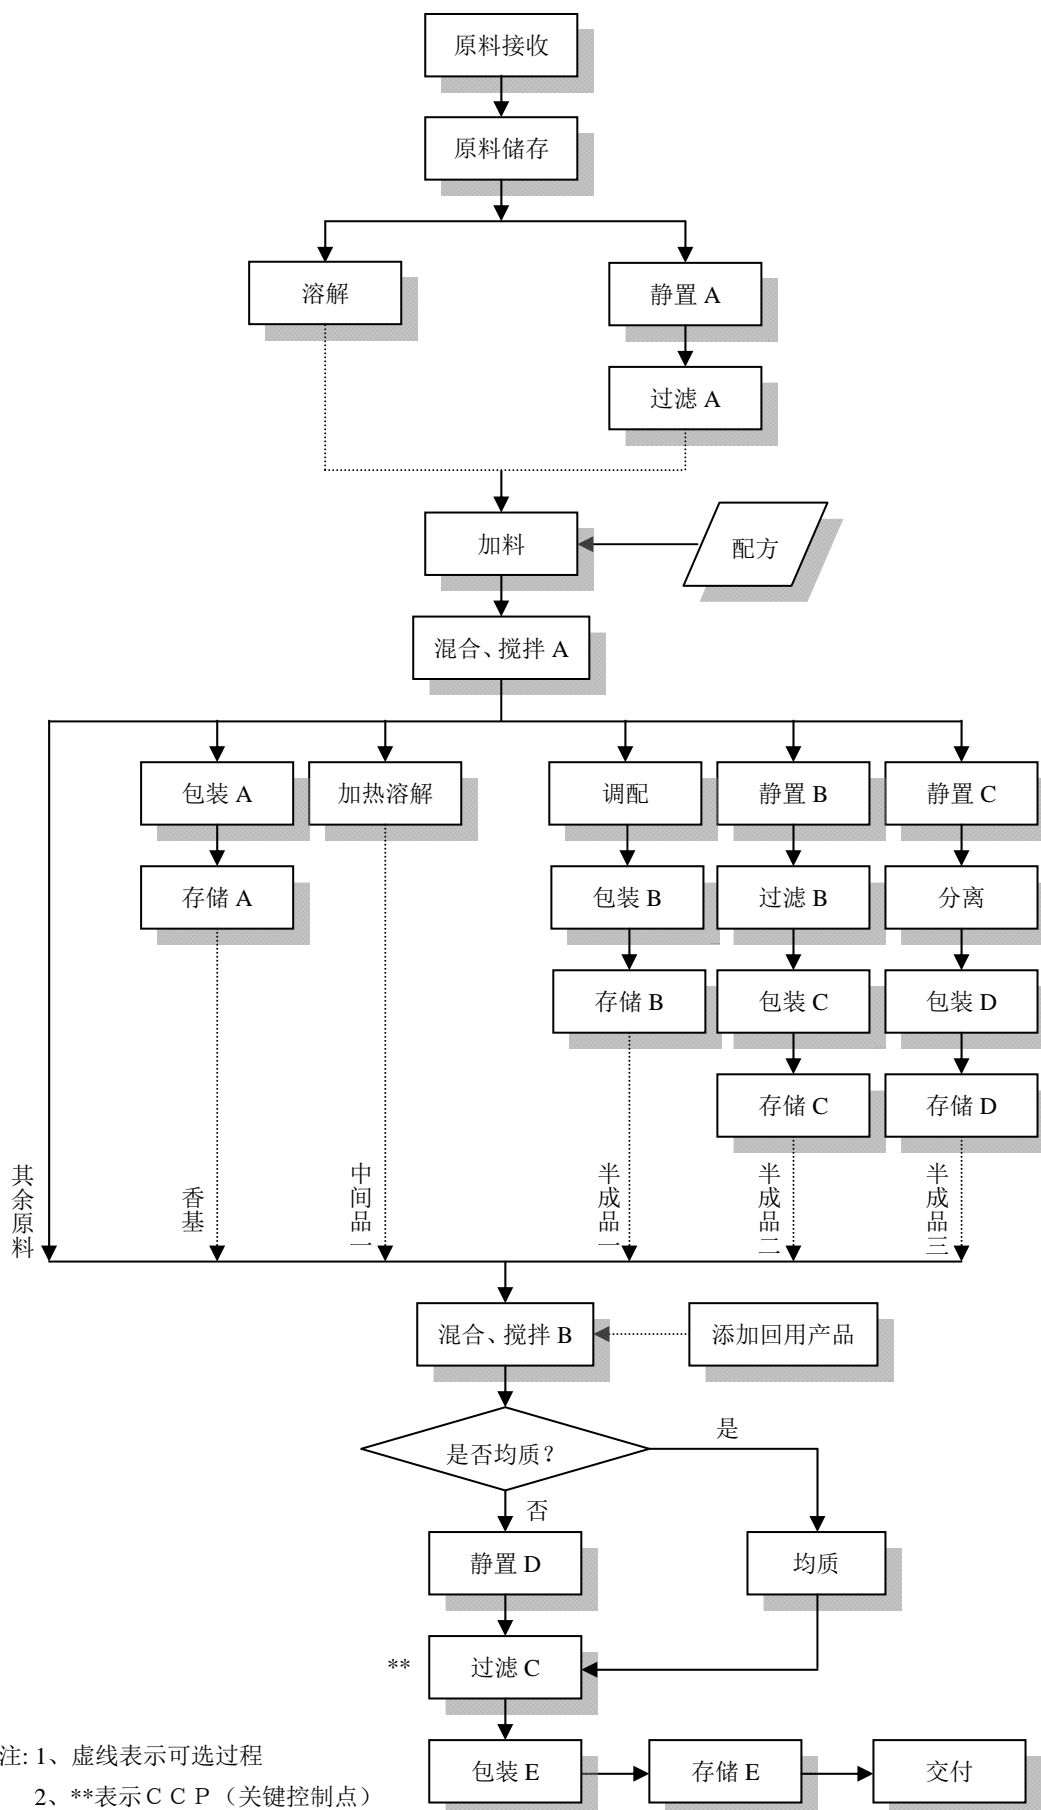 原料接收
原料储存
溶解
静置 A
过滤 A
加料
配方
混合、搅拌 A
包装 A
加热溶解
调配
静置 B
静置 C
存储 A
包装 B
过滤 B
分离
存储 B
包装 C
包装 D
存储 C
存储 D
其余原料
香基
中间品一
半成品一
半成品二
半成品三
混合、搅拌 B
添加回用产品
是否均质?
是
否
静置 D
均质
** 过滤 C
注: 1、虚线表示可选过程
包装 E
存储 E
交付
2、**表示ＣＣＰ（关键控制点）